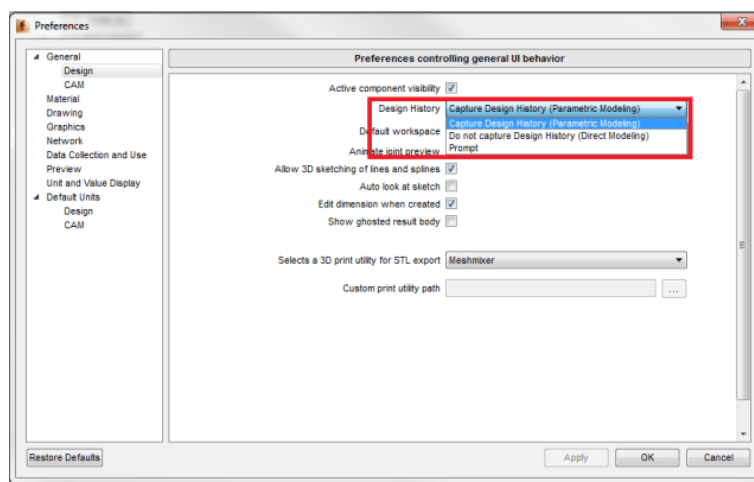 Preferences
General
Design
CAM
Material
Drawing
Graphics
Network
Data Collection and Use
Preview
Unit and Value Display
Default Units
Design
CAM
Preferences controlling general UI behavior
Active component visibility
Design History Capture Design History (Parametric Modeling)
Capture Design History (Parametric Modeling)
Default workspace
Do not capture Design History (Direct Modeling)
Animate joint preview
Prompt
Allow 3D sketching of lines and splines
Auto look at sketch
Edit dimension when created
Show ghosted result body
Selects a 3D print utility for STL export Meshmixer
Custom print utility path ...
Restore Defaults Apply OK Cancel